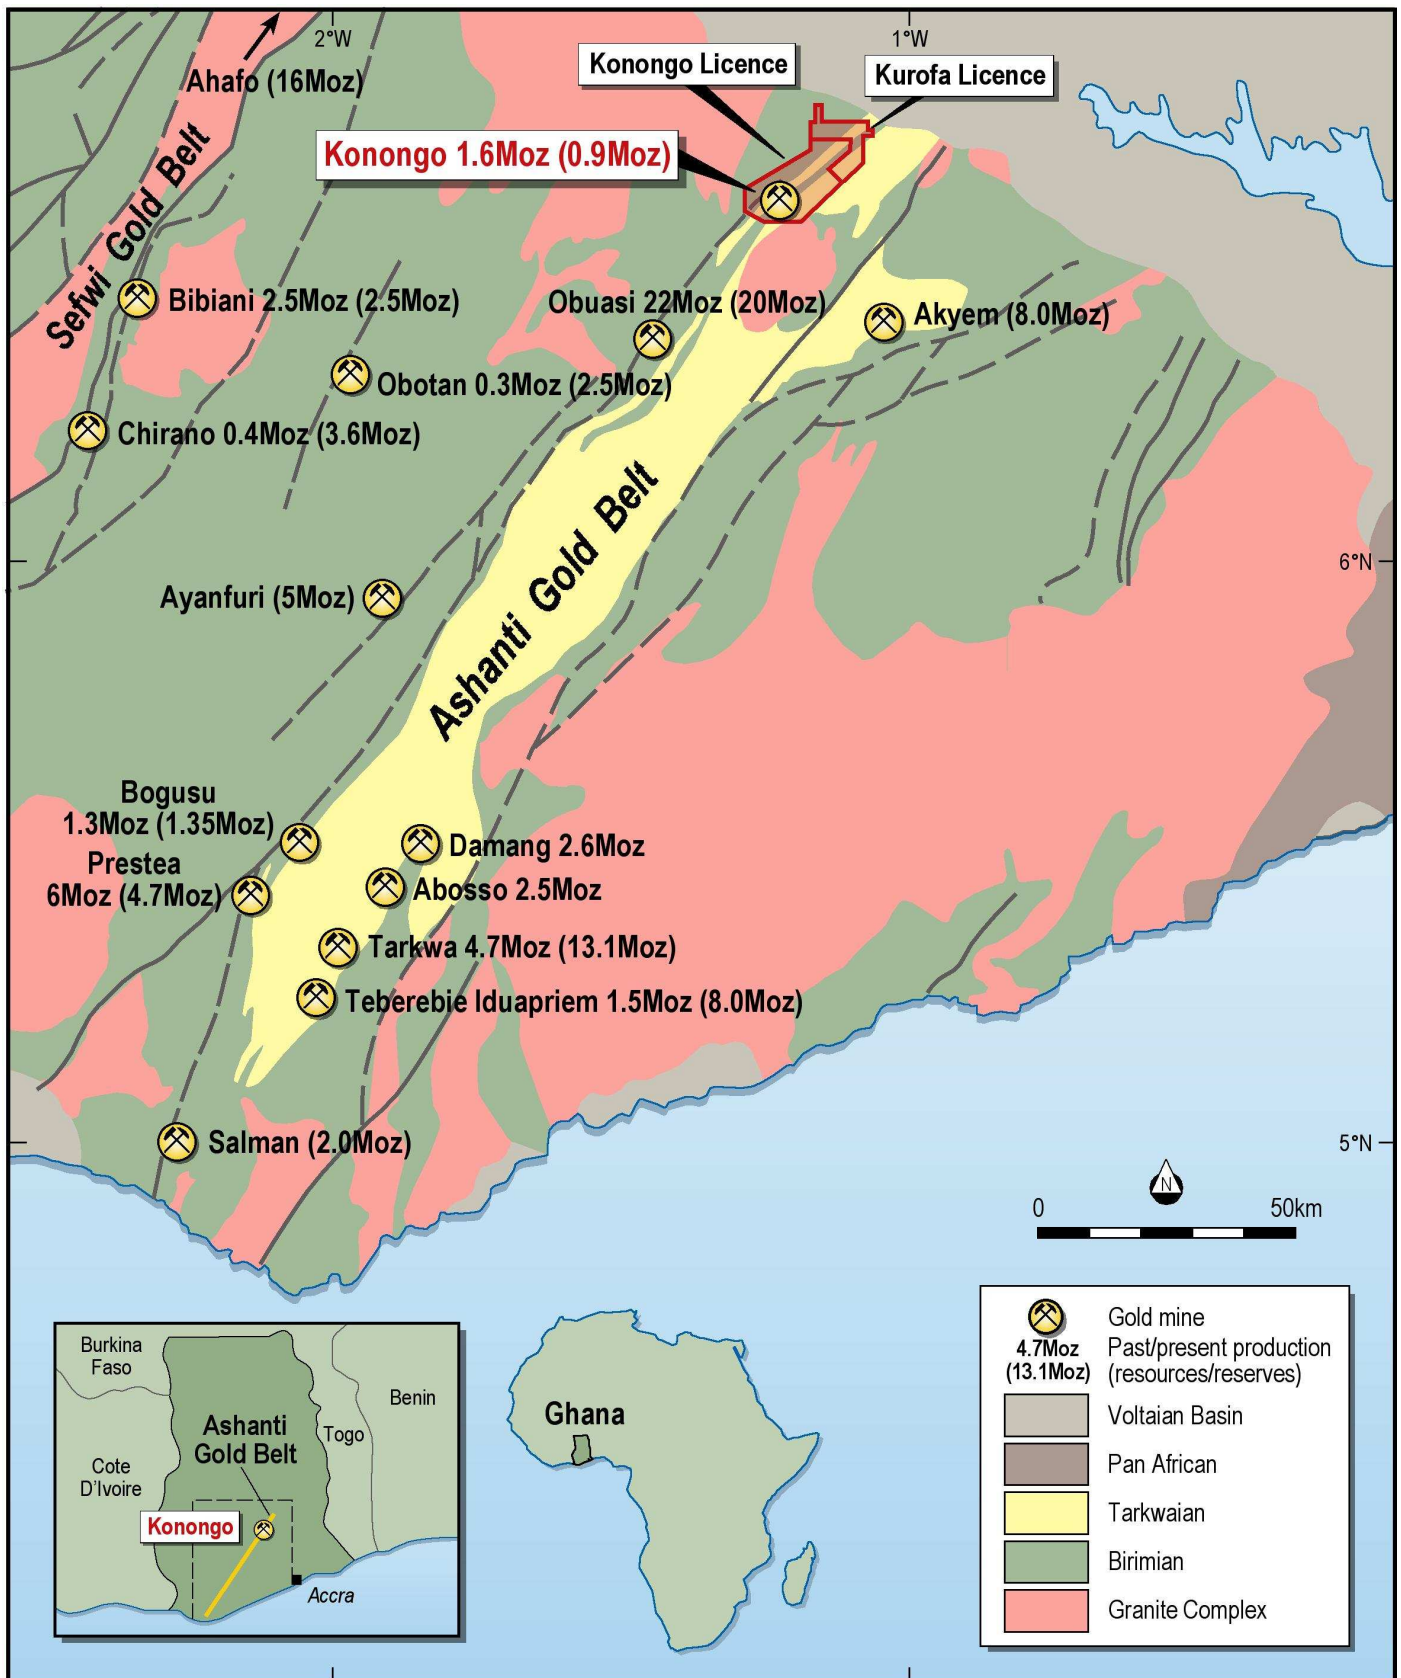 2°W
1°W
Ahafo (16Moz)
Konongo Licence
Kurofa Licence
Konongo 1.6Moz (0.9Moz)
Sefwi Gold Belt
Bibiani 2.5Moz (2.5Moz)
Obuasi 22Moz (20Moz)
Akyem (8.0Moz)
Obotan 0.3Moz (2.5Moz)
Chirano 0.4Moz (3.6Moz)
Ashanti Gold Belt
6°N
Ayanfuri (5Moz)
Bogusu
1.3Moz (1.35Moz)
Prestea
6Moz (4.7Moz)
Damang 2.6Moz
Abosso 2.5Moz
Tarkwa 4.7Moz (13.1Moz)
Teberebie Iduapriem 1.5Moz (8.0Moz)
Salman (2.0Moz)
5°N
N
0 50km
Burkina
Faso
Benin
Ashanti
Gold Belt
Togo
Cote
D'Ivoire
Konongo
Accra
Ghana
Gold mine
4.7Moz Past/present production
(13.1Moz) (resources/reserves)
Voltaian Basin
Pan African
Tarkwaian
Birimian
Granite Complex